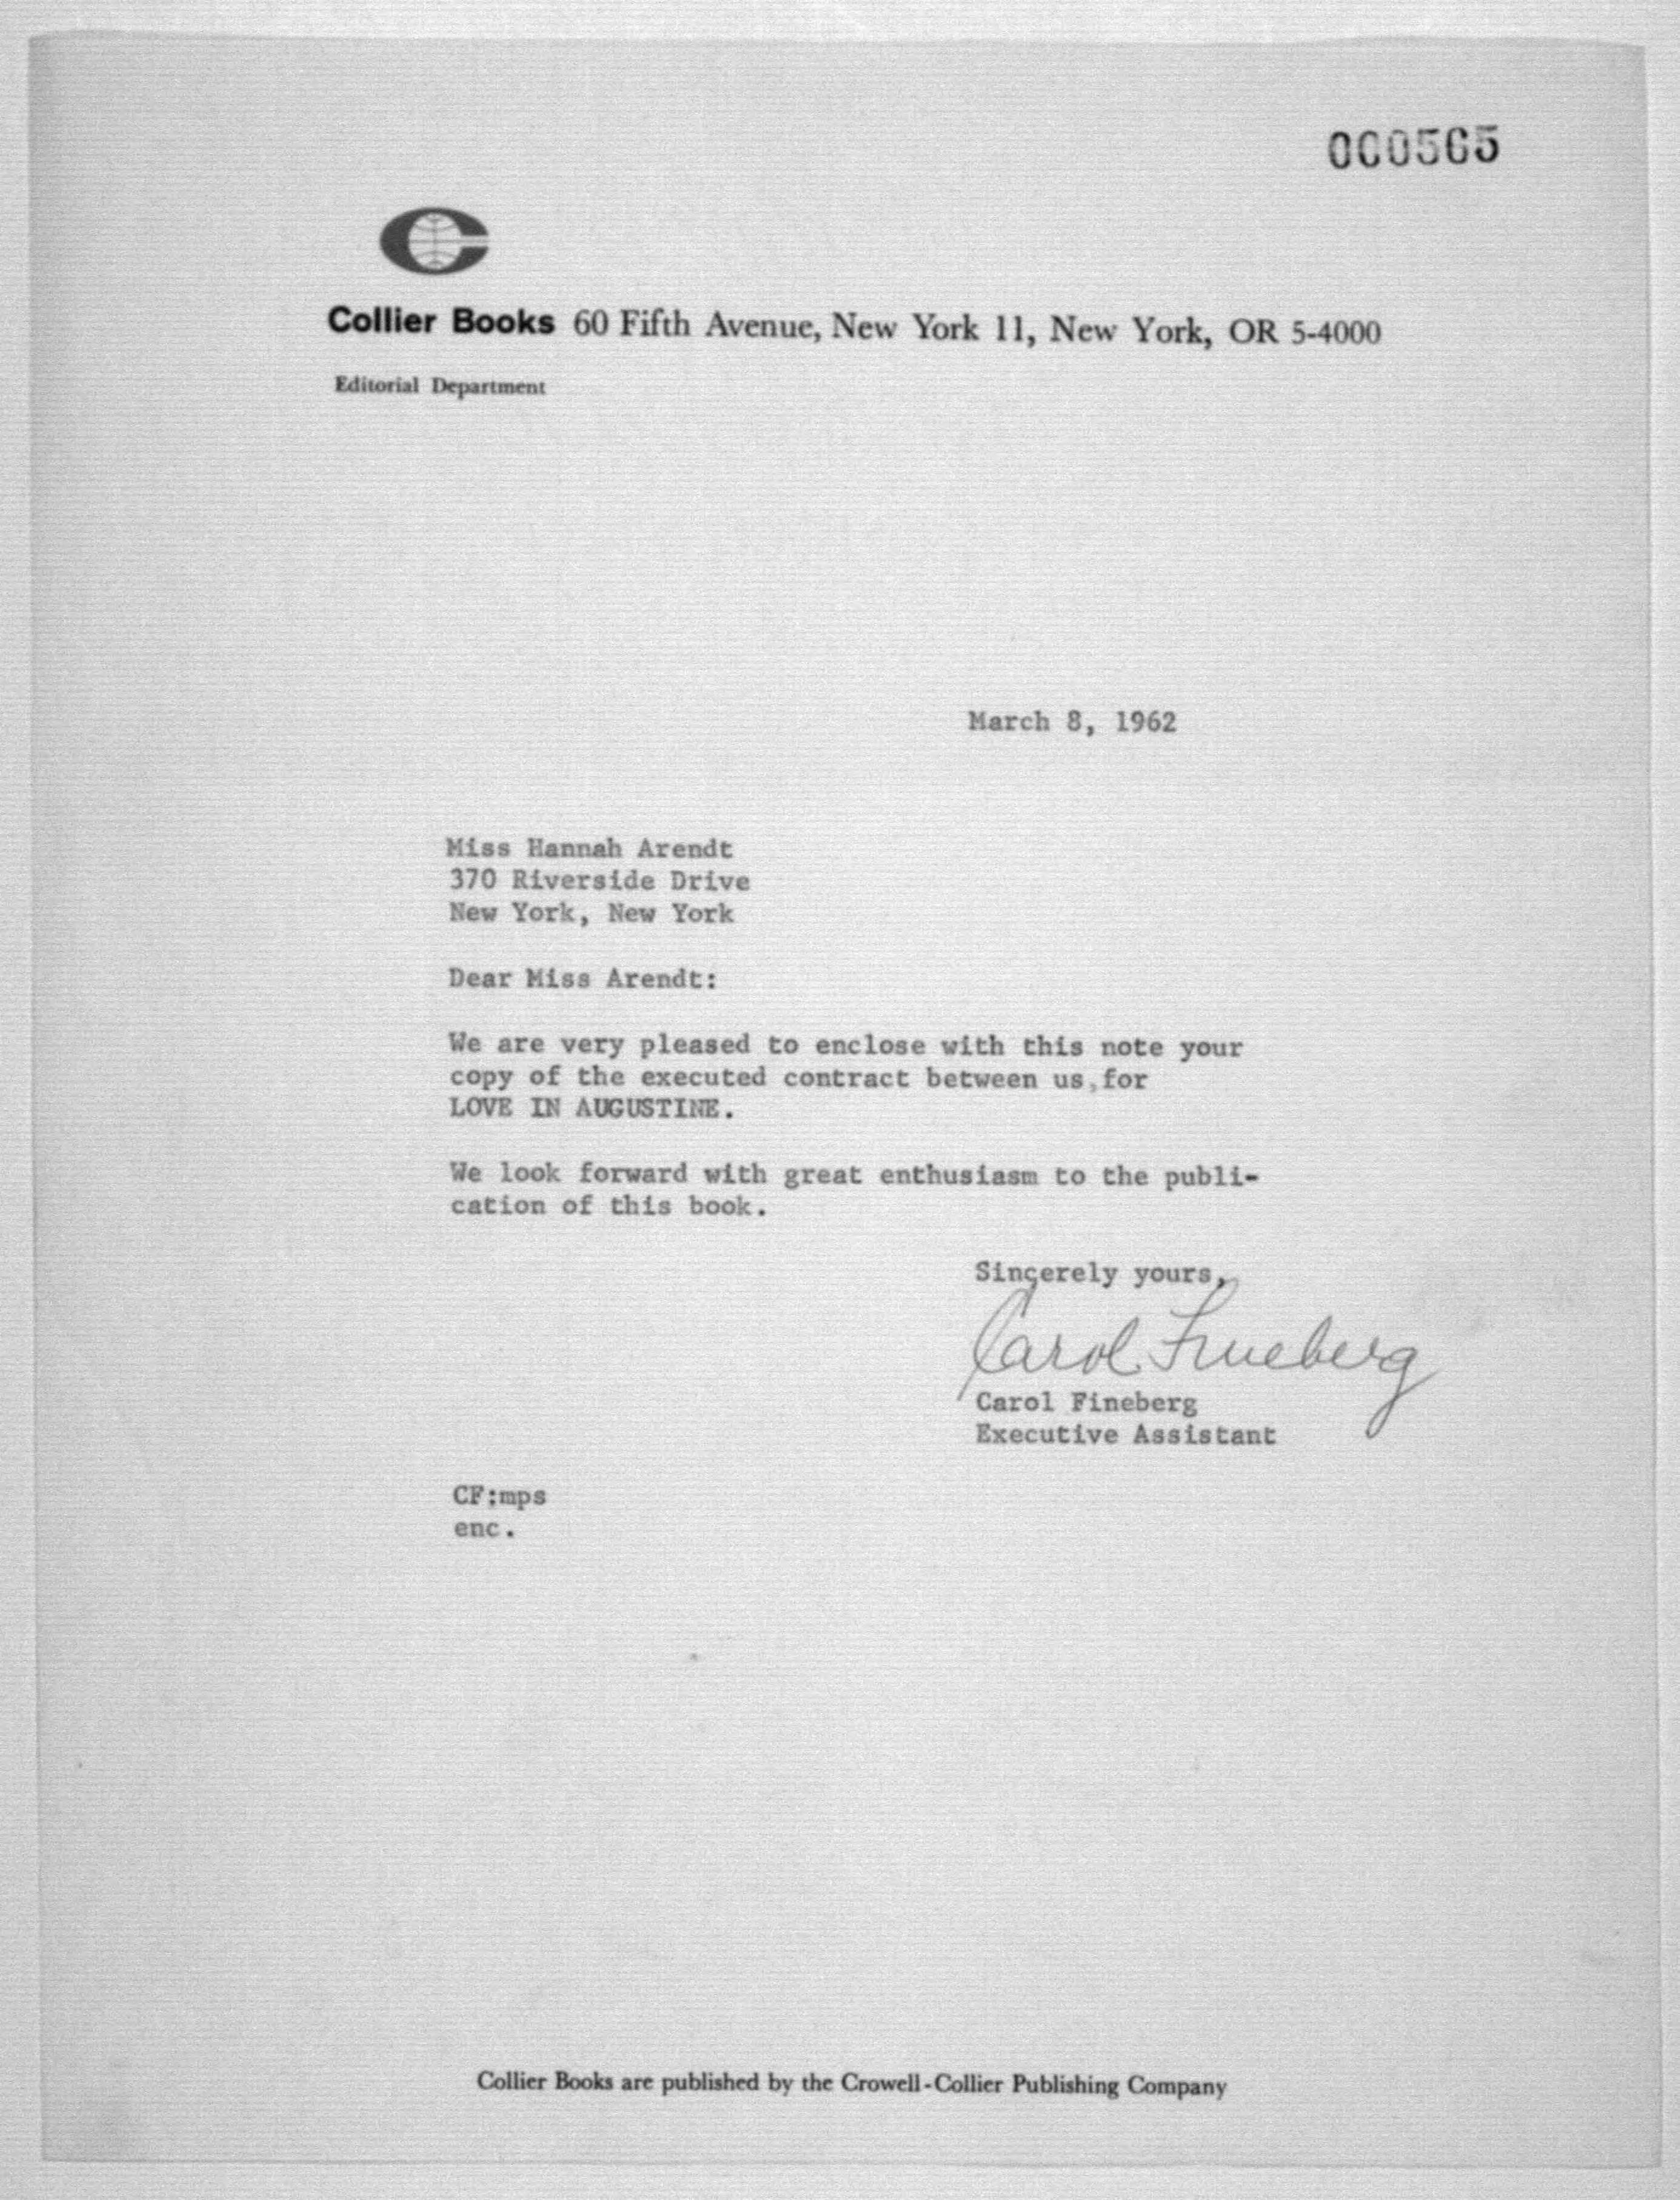 000565
Collier Books 60 Fifth Avenue, New York 11, New York, OR 5-4000
Editorial Department
March 8, 1962
Miss Hannah Arendt
370 Riverside Drive
New York, New York
Dear Miss Arendt:
We are very pleased to enclose with this note your
copy of the executed contract between us,for
LOVE IN AUGUSTINE.
We look forward with great enthusiasm to the publi-
cation of this book.
Sincerely yours,
Carol Fineberg
Carol Fineberg
Executive Assistant
CF:mps
enc.
Collier Books are published by the Crowell-Collier Publishing Company